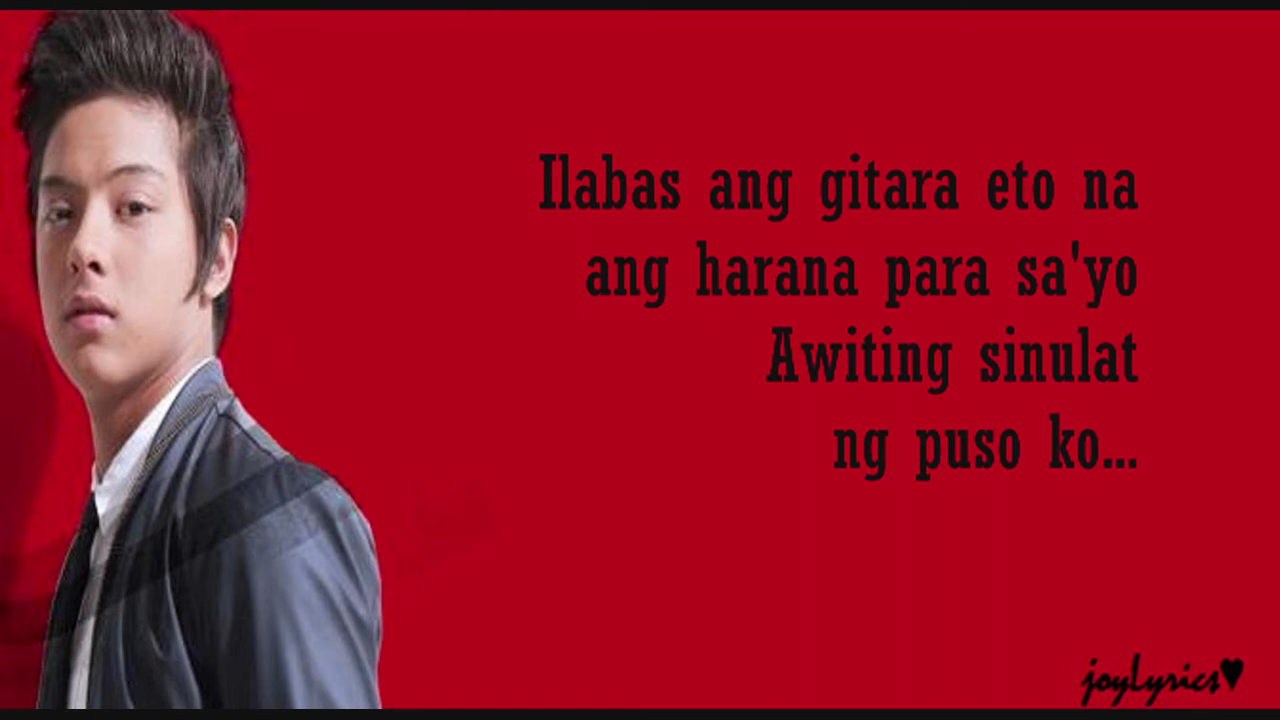 Ilabas ang gitara eto na
ang harana para sa'yo
Awiting sinulat
ng puso ko...
joyLyrics♥